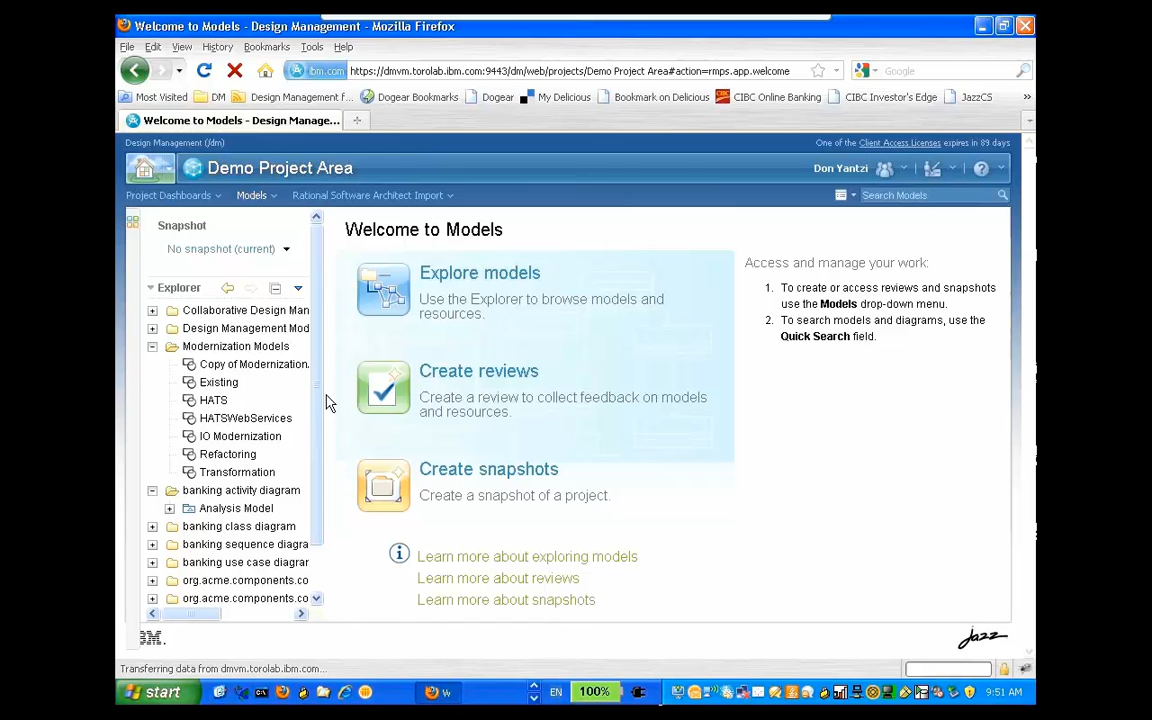 Welcome to Models - Design Management - Mozilla Firefox
File Edit View History Bookmarks Tools Help
ibm.com https://dmvm.torolab.ibm.com:9443/dm/web/projects/Demo Project Area#action=rmps.app.welcome Google
Most Visited DM Design Management f... Dogear Bookmarks Dogear My Delicious Bookmark on Delicious CIBC Online Banking CIBC Investor's Edge JazzCS »
Welcome to Models - Design Manage...
Design Management (/dm) One of the Client Access Licenses expires in 89 days
Demo Project Area Don Yantzi
Project Dashboards Models Rational Software Architect Import Search Models
Snapshot
No snapshot (current)
Explorer
Collaborative Design Man
Design Management Mod
Modernization Models
Copy of Modernization.
Existing
HATS
HATSWebServices
IO Modernization
Refactoring
Transformation
banking activity diagram
Analysis Model
banking class diagram
banking sequence diagra
banking use case diagrar
org.acme.components.co
org.acme.components.co
Welcome to Models
Explore models
Use the Explorer to browse models and
resources.
Create reviews
Create a review to collect feedback on models
and resources.
Create snapshots
Create a snapshot of a project.
Learn more about exploring models
Learn more about reviews
Learn more about snapshots
Access and manage your work:
1. To create or access reviews and snapshots
use the Models drop-down menu.
2. To search models and diagrams, use the
Quick Search field.
IBM. jazz
Transferring data from dmvm.torolab.ibm.com...
start W EN 100% 9:51 AM